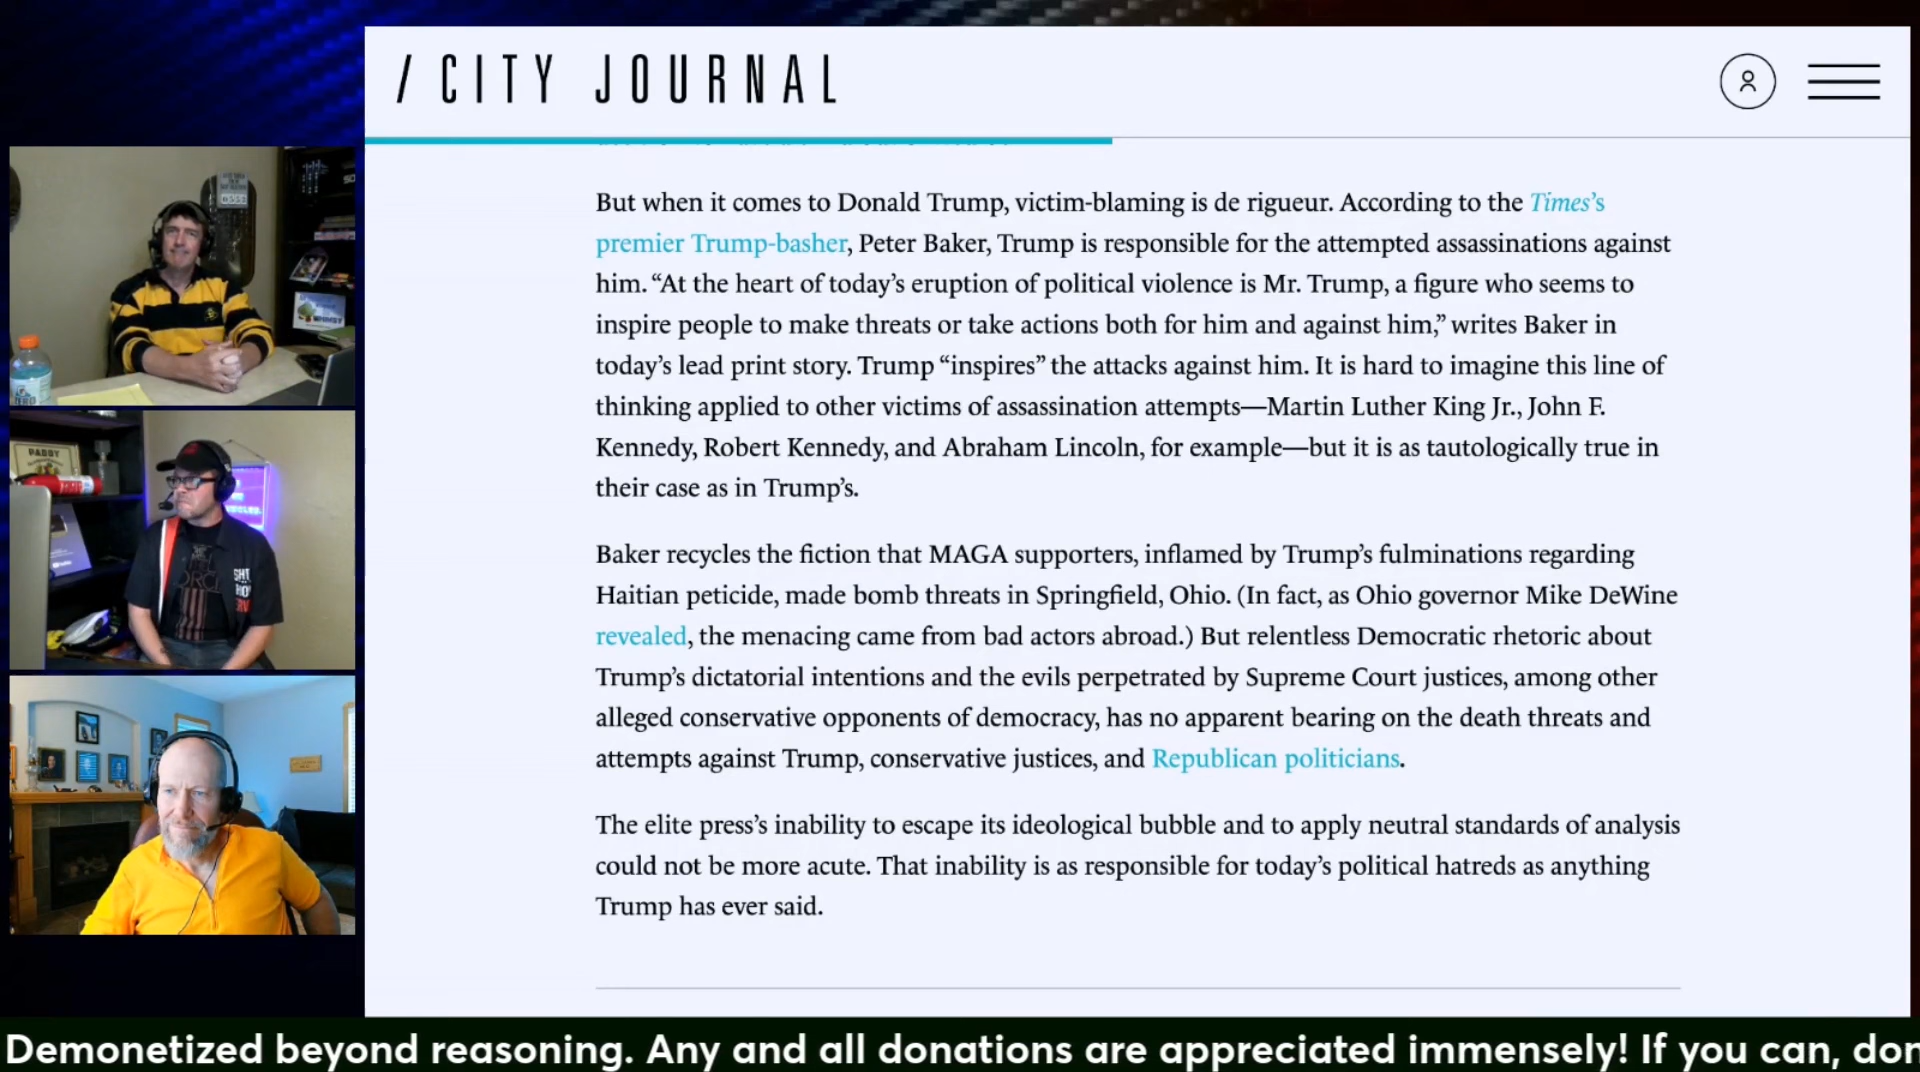 / CITY JOURNAL
But when it comes to Donald Trump, victim-blaming is de rigueur. According to the Times’s
premier Trump-basher, Peter Baker, Trump is responsible for the attempted assassinations against
him. “At the heart of today’s eruption of political violence is Mr. Trump, a figure who seems to
inspire people to make threats or take actions both for him and against him,” writes Baker in
today’s lead print story. Trump “inspires” the attacks against him. It is hard to imagine this line of
thinking applied to other victims of assassination attempts—Martin Luther King Jr., John F.
Kennedy, Robert Kennedy, and Abraham Lincoln, for example—but it is as tautologically true in
their case as in Trump’s.
Baker recycles the fiction that MAGA supporters, inflamed by Trump’s fulminations regarding
Haitian peticide, made bomb threats in Springfield, Ohio. (In fact, as Ohio governor Mike DeWine
revealed, the menacing came from bad actors abroad.) But relentless Democratic rhetoric about
Trump’s dictatorial intentions and the evils perpetrated by Supreme Court justices, among other
alleged conservative opponents of democracy, has no apparent bearing on the death threats and
attempts against Trump, conservative justices, and Republican politicians.
The elite press’s inability to escape its ideological bubble and to apply neutral standards of analysis
could not be more acute. That inability is as responsible for today’s political hatreds as anything
Trump has ever said.
PADDY
ZERO
Demonetized beyond reasoning. Any and all donations are appreciated immensely! If you can, don